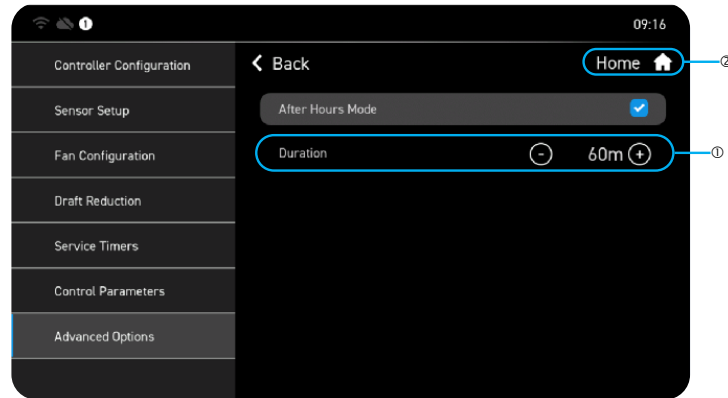 1 09:16
Controller Configuration
Back
Home
②
After Hours Mode
Sensor Setup
Duration
-
60m
+
①
Fan Configuration
Draft Reduction
Service Timers
Control Parameters
Advanced Options